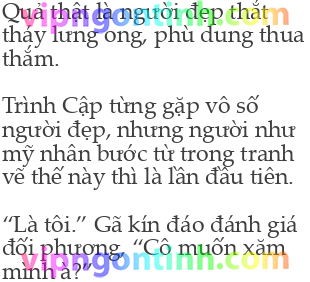 Quả thật là người đẹp thắt
thảy lưng ong, phù dung thua
thắm.
Trình Cập từng gặp vô số
người đẹp, nhưng người như
mỹ nhân bước từ trong tranh
vẽ thế này thì là lần đầu tiên.
“Là tôi.” Gã kín đáo đánh giá
đối phương, “Cô muốn xăm
mình à?”
vipngontinh.com
vipngontinh.com